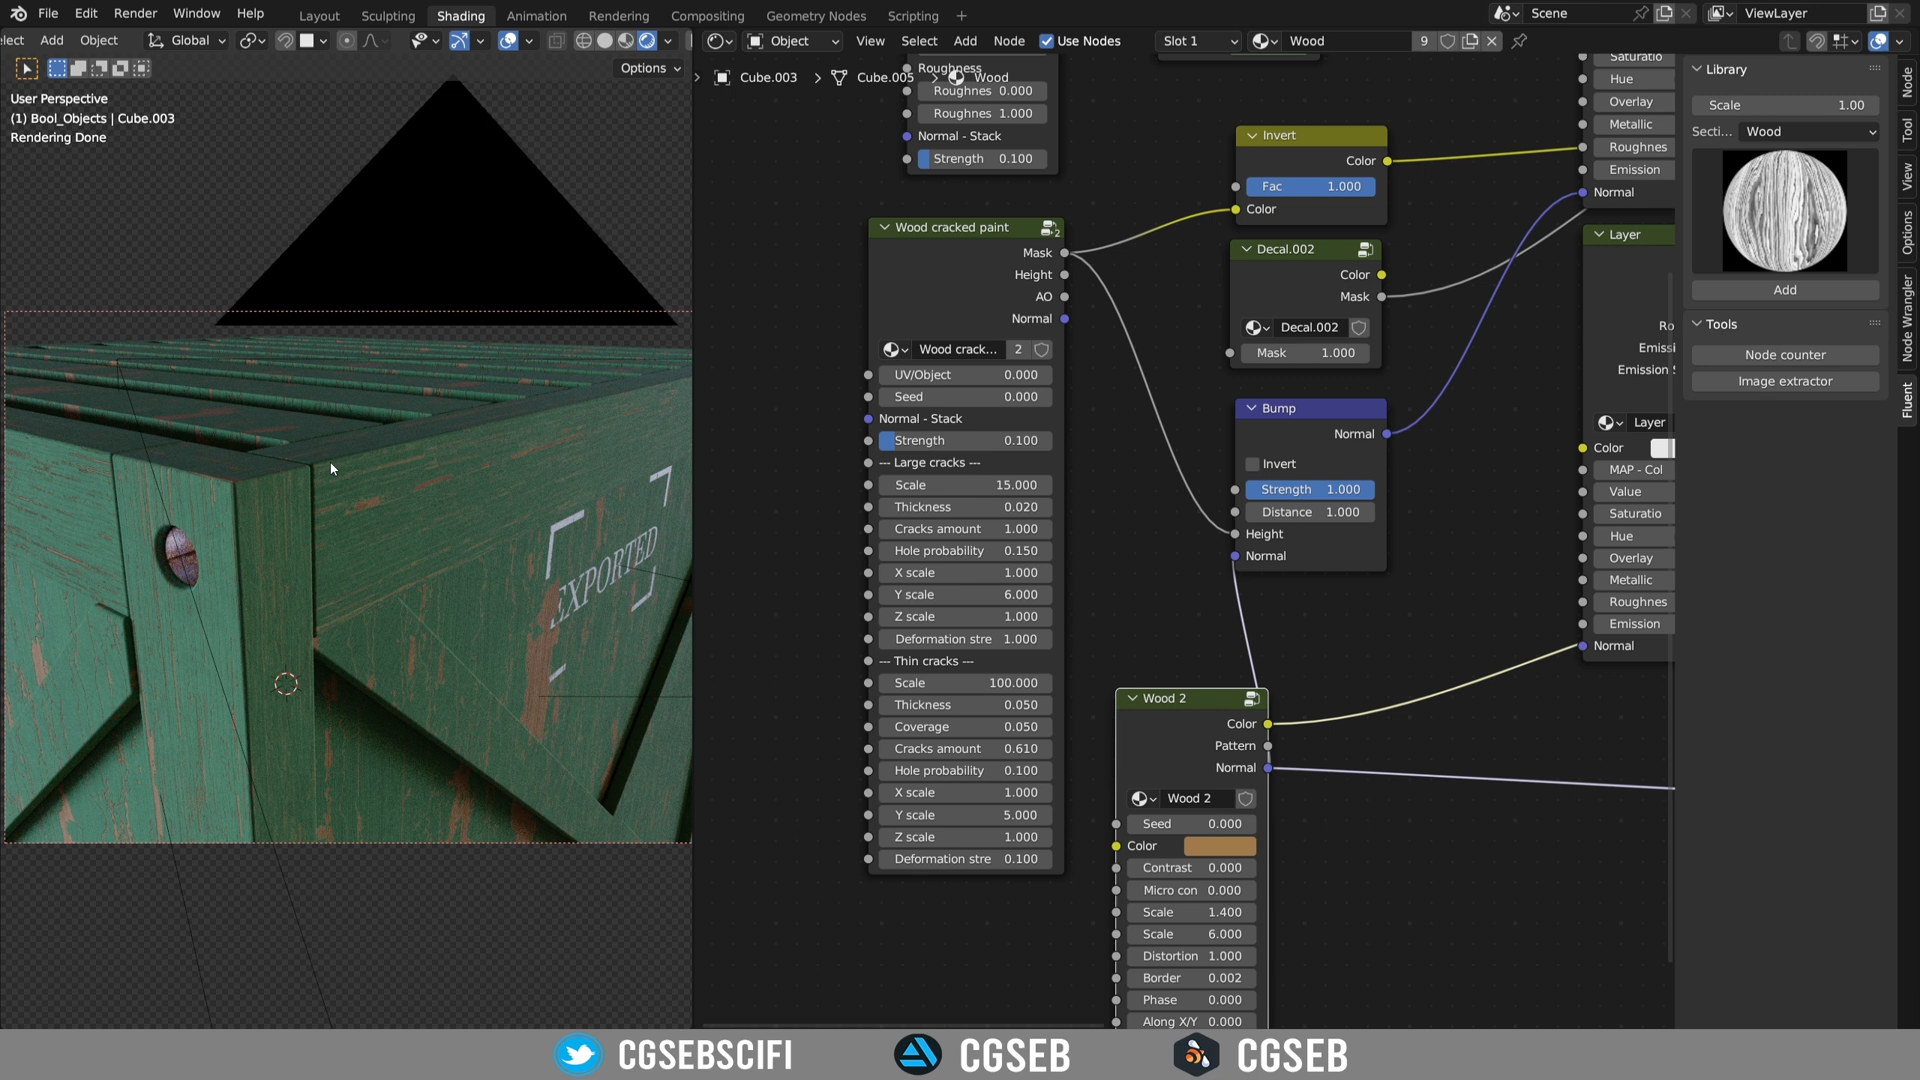 File Edit Render Window Help Layout Sculpting Shading Animation Rendering Compositing Geometry Nodes Scripting Scene ViewLayer
elect Add Object Global Object View Select Add Node Use Nodes Slot 1 Wood 9
Options
User Perspective
(1) Bool_Objects | Cube.003
Rendering Done
EXPORTED
Cube.003 Cube.005 Wood
Roughness
Roughnes 0.000
Roughnes 1.000
Normal - Stack
Strength 0.100
Wood cracked paint 2
Mask
Height
AO
Normal
Wood crack... 2
UV/Object 0.000
Seed 0.000
Normal - Stack
Strength 0.100
--- Large cracks ---
Scale 15.000
Thickness 0.020
Cracks amount 1.000
Hole probability 0.150
X scale 1.000
Y scale 6.000
Z scale 1.000
Deformation stre 1.000
--- Thin cracks ---
Scale 100.000
Thickness 0.050
Coverage 0.050
Cracks amount 0.610
Hole probability 0.100
X scale 1.000
Y scale 5.000
Z scale 1.000
Deformation stre 0.100
Invert
Color
Fac 1.000
Color
Decal.002
Color
Mask
Decal.002
Mask 1.000
Bump
Normal
Invert
Strength 1.000
Distance 1.000
Height
Normal
Wood 2
Color
Pattern
Normal
Wood 2
Seed 0.000
Color
Contrast 0.000
Micro con 0.000
Scale 1.400
Scale 6.000
Distortion 1.000
Border 0.002
Phase 0.000
Along X/Y 0.000
Saturatio
Hue
Overlay
Metallic
Roughnes
Emission
Normal
Layer
Ro
Emissi
Emission S
Layer
Color
MAP - Col
Value
Saturatio
Hue
Overlay
Metallic
Roughnes
Emission
Normal
Library
Scale 1.00
Secti... Wood
Add
Tools
Node counter
Image extractor
Node
Tool
View
Options
Node Wrangler
Fluent
CGSEBSCIFI CGSEB CGSEB